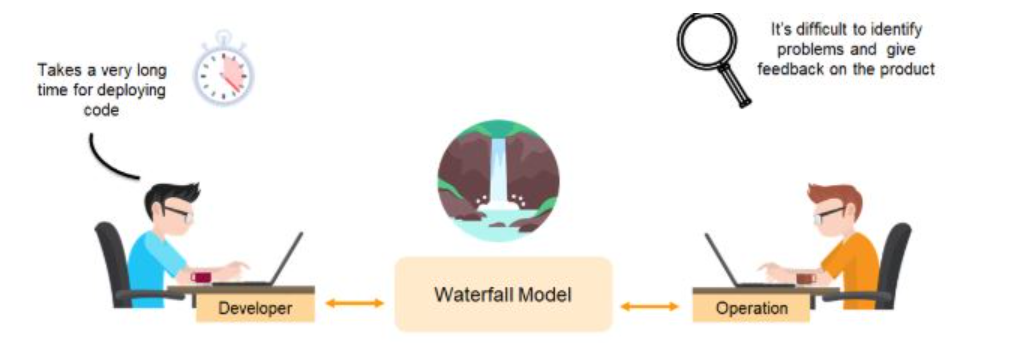 Takes a very long
time for deploying
code
It's difficult to identify
problems and give
feedback on the product
Waterfall Model
Developer
Operation